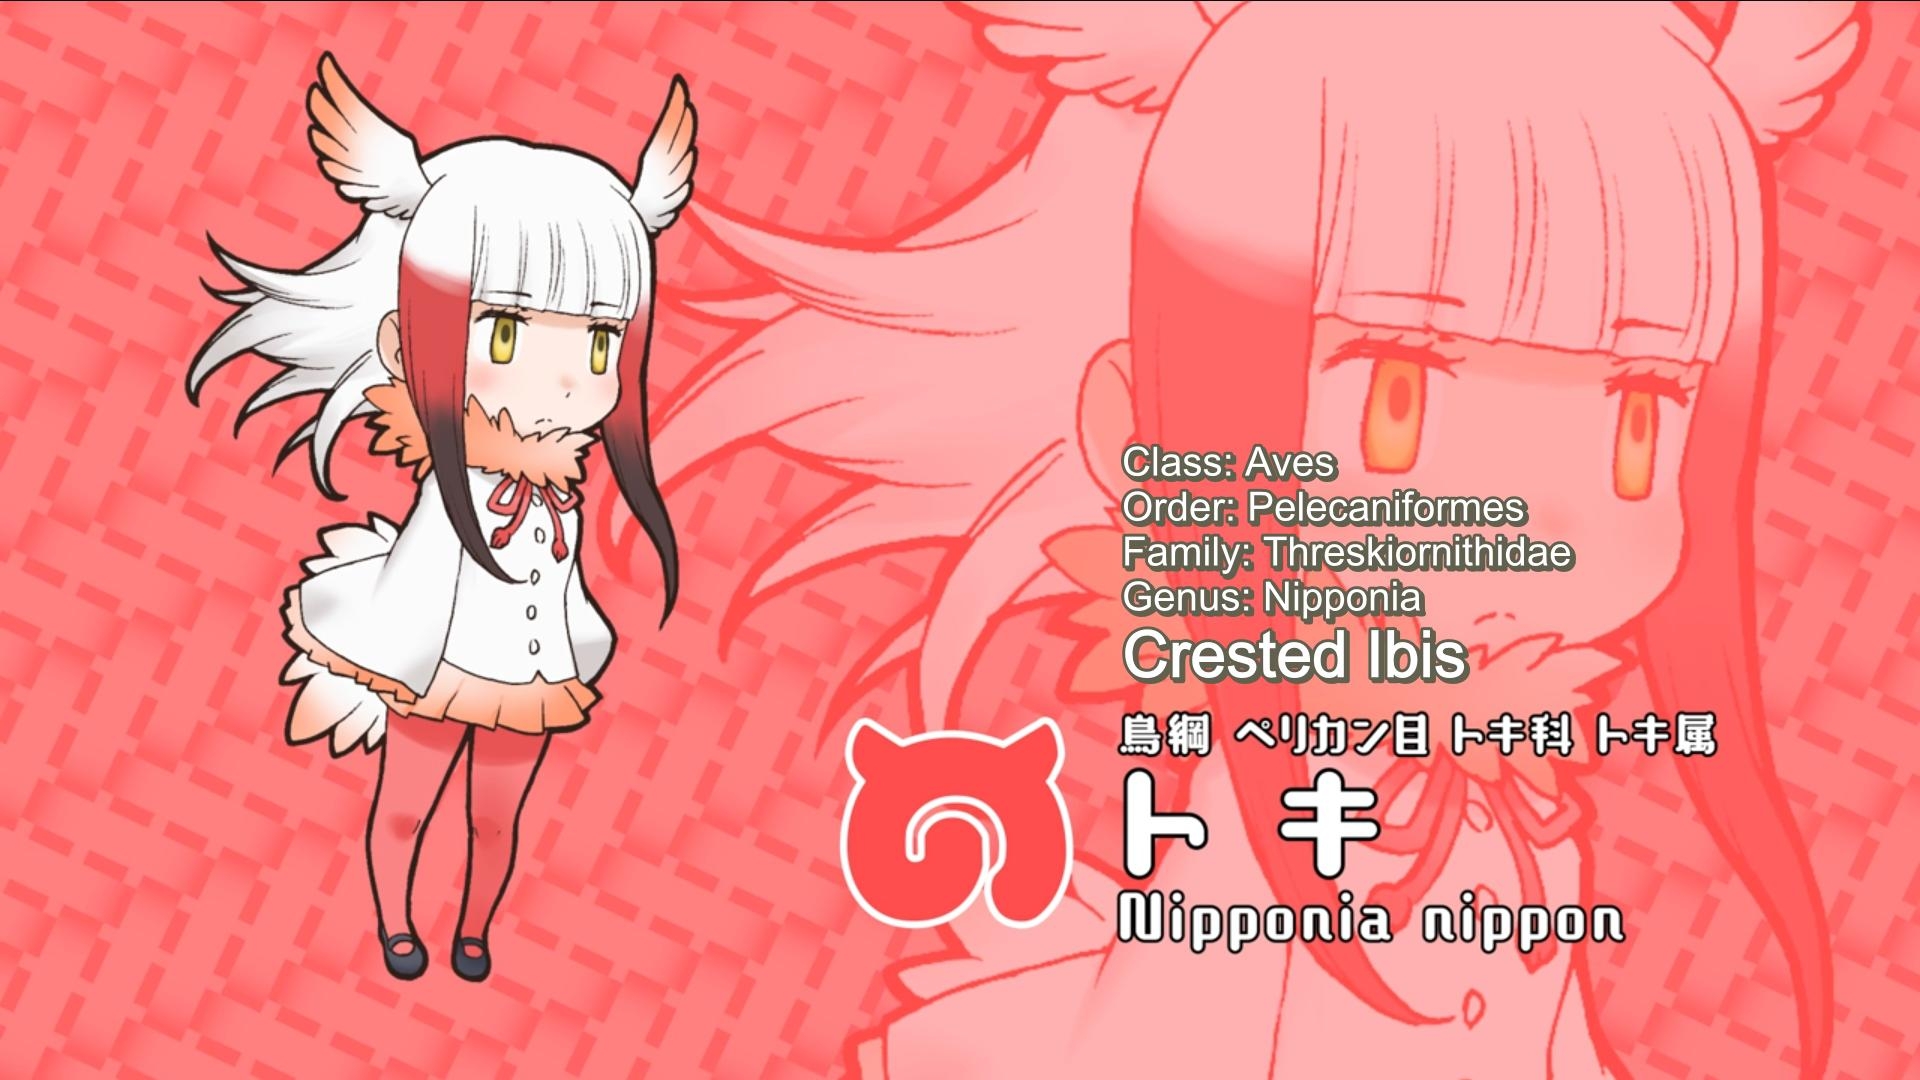 Class: Aves
Order: Pelecaniformes
Family: Threskiornithidae
Genus: Nipponia
Crested Ibis
鳥綱 ペリカン目 トキ科 トキ属
トキ
Nipponia nippon